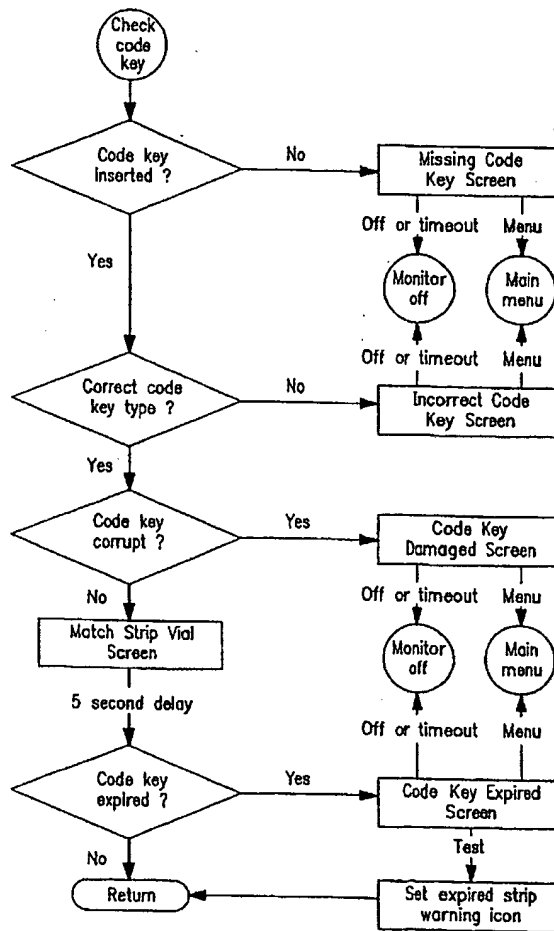 Check
code
key
Code key
Inserted ?
No
Missing Code
Key Screen
Off or timeout
Menu
Yes
Monitor
off
Main
menu
Off or timeout
Menu
Correct code
key type ?
No
Incorrect Code
Key Screen
Yes
Code key
corrupt ?
Yes
Code Key
Damaged Screen
No
Off or timeout
Menu
Match Strip Vial
Screen
Monitor
off
Main
menu
5 second delay
Off or timeout
Menu
Code key
expired ?
Yes
Code Key Expired
Screen
No
Test
Return
Set expired strip
warning icon